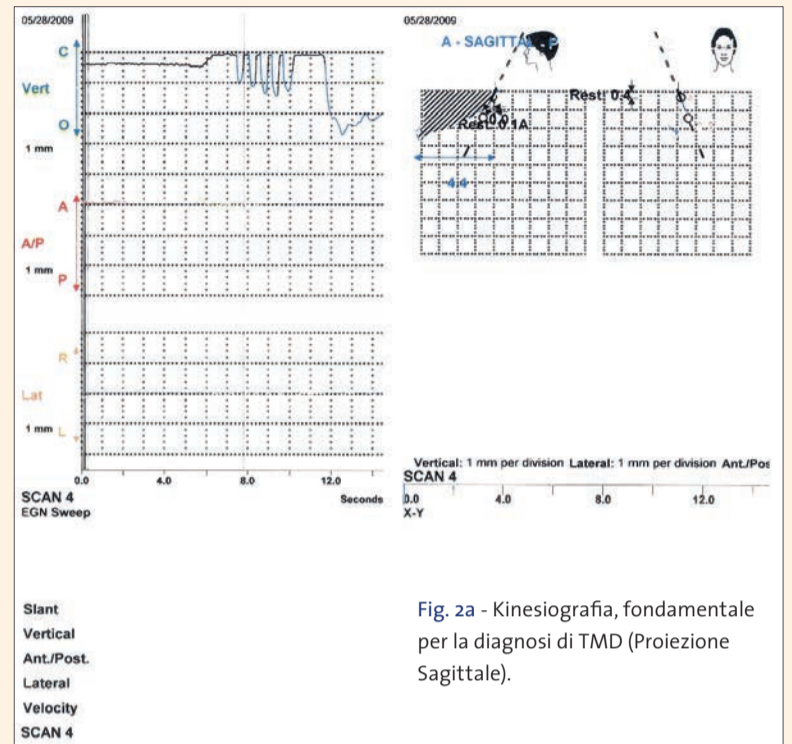 05/28/2009
C
Vert
O
1 mm
A
A/P
1 mm
P
R
Lat
1 mm
L
0.0 4.0 8.0 12.0
SCAN 4
Seconds
EGN Sweep
05/28/2009
A - SAGITTAL - P
Rest: 0.4
Rest: 0.1A
4.4
Vertical: 1 mm per division Lateral: 1 mm per division Ant./Pos
SCAN 4
0.0 4.0 8.0 12.0
X-Y
Slant
Vertical
Ant./Post.
Lateral
Velocity
SCAN 4
Fig. 2a - Kinesiografia, fondamentale
per la diagnosi di TMD (Proiezione
Sagittale).